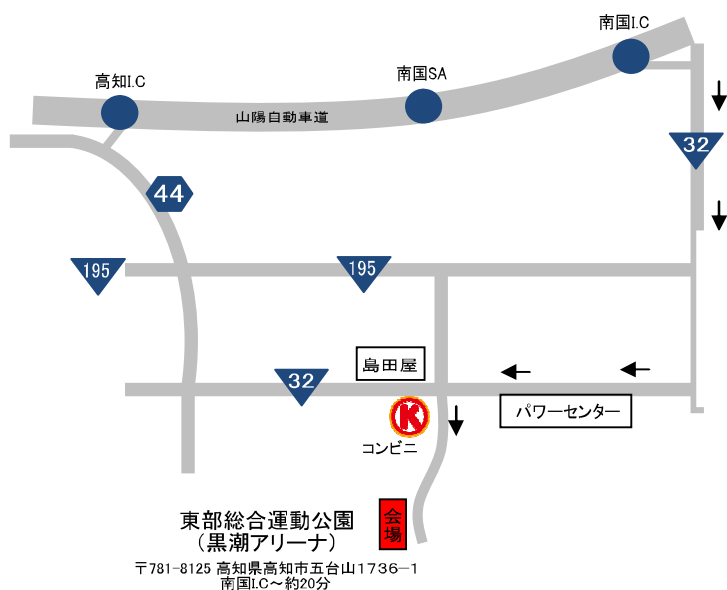 南国I.C
高知I.C
南国SA
山陽自動車道
32
44
195
195
島田屋
32
パワーセンター
K
コンビニ
会場
東部総合運動公園
(黒潮アリーナ)
〒781-8125 高知県高知市五台山1736-1
南国I.C～約20分